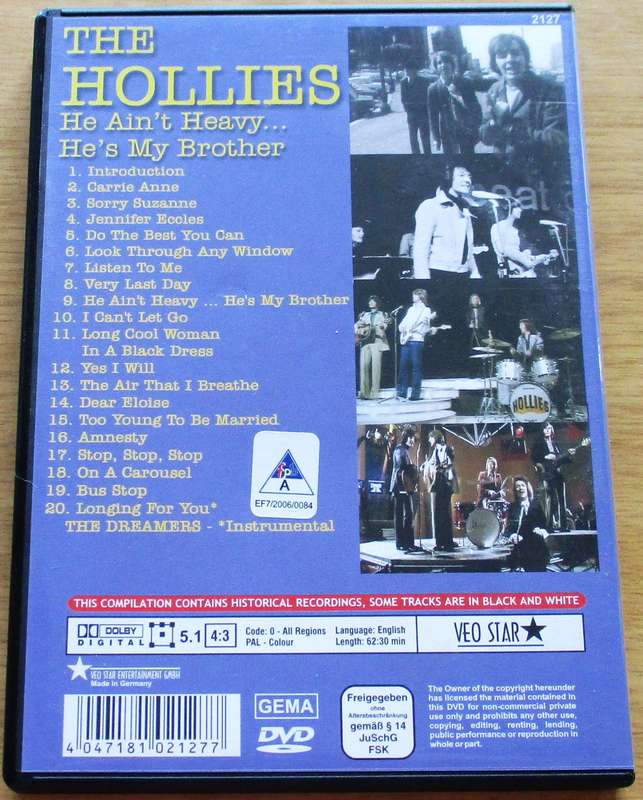 2127
THE
HOLLIES
He Ain't Heavy...
He's My Brother
1. Introduction
2. Carrie Anne
3. Sorry Suzanne
4. Jennifer Eccles
5. Do The Best You Can
6. Look Through Any Window
7. Listen To Me
8. Very Last Day
9. He Ain't Heavy ... He's My Brother
10. I Can't Let Go
11. Long Cool Woman
In A Black Dress
12. Yes I Will
13. The Air That I Breathe
14. Dear Eloise
15. Too Young To Be Married
16. Amnesty
17. Stop, Stop, Stop
18. On A Carousel
19. Bus Stop
20. Longing For You*
THE DREAMERS - *Instrumental
HOLLIES
fp
A
EF7/2006/0084
THIS COMPILATION CONTAINS HISTORICAL RECORDINGS, SOME TRACKS ARE IN BLACK AND WHITE
DOLBY
DIGITAL
5.1
4:3
Code: 0 - All Regions
PAL - Colour
Language: English
Length: 62:30 min
VEO STAR
VEO STAR ENTERTAINMENT GMBH
Made in Germany
4 047181 021277
GEMA
DVD
Freigegeben
ohne
Altersbeschränkung
gemäß § 14
JuSchG
FSK
The Owner of the copyright hereunder
has licensed the material contained in
this DVD for non-commercial private
use only and prohibits any other use,
copying, editing, renting, lending,
public performance or reproduction in
whole or part.